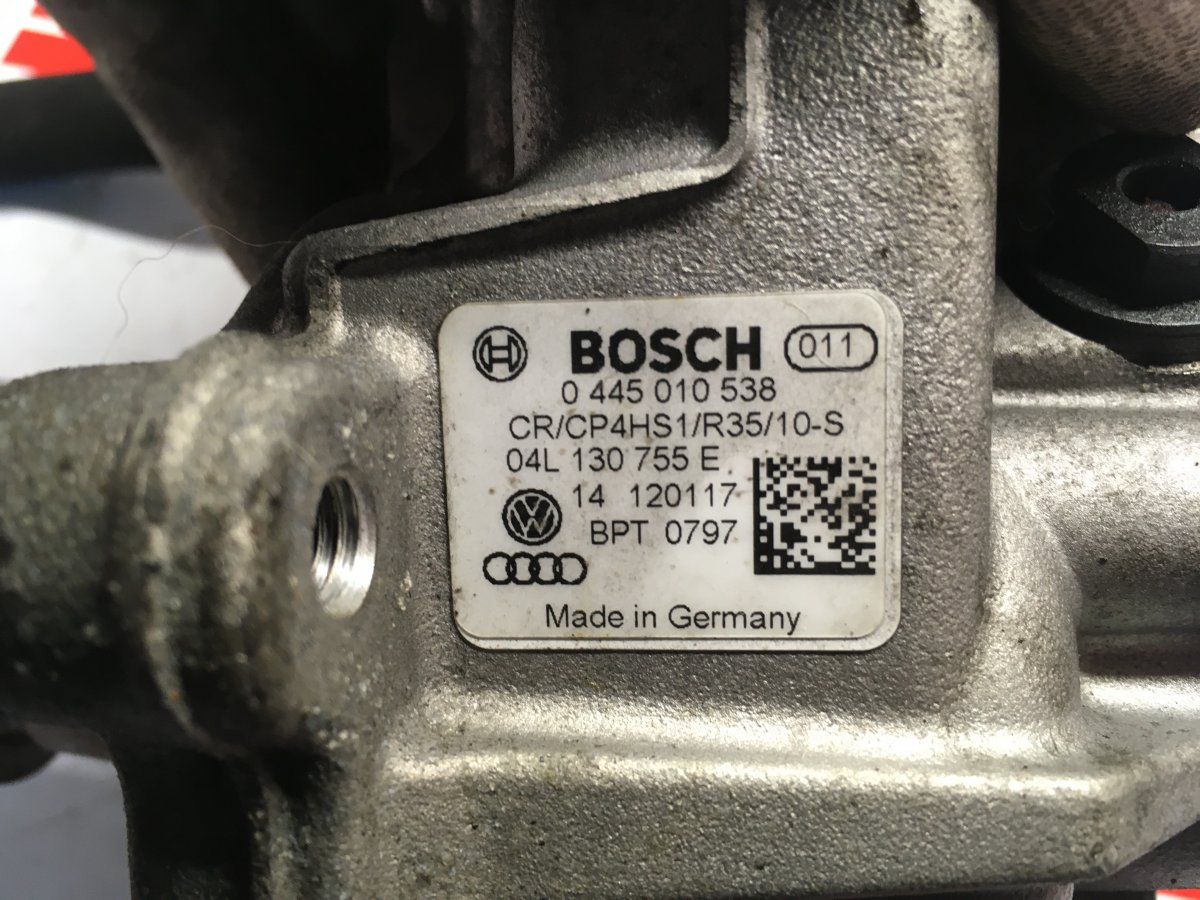 BOSCH 011
0 445 010 538
CR/CP4HS1/R35/10-S
04L 130 755 E
14 120117
BPT 0797
Made in Germany